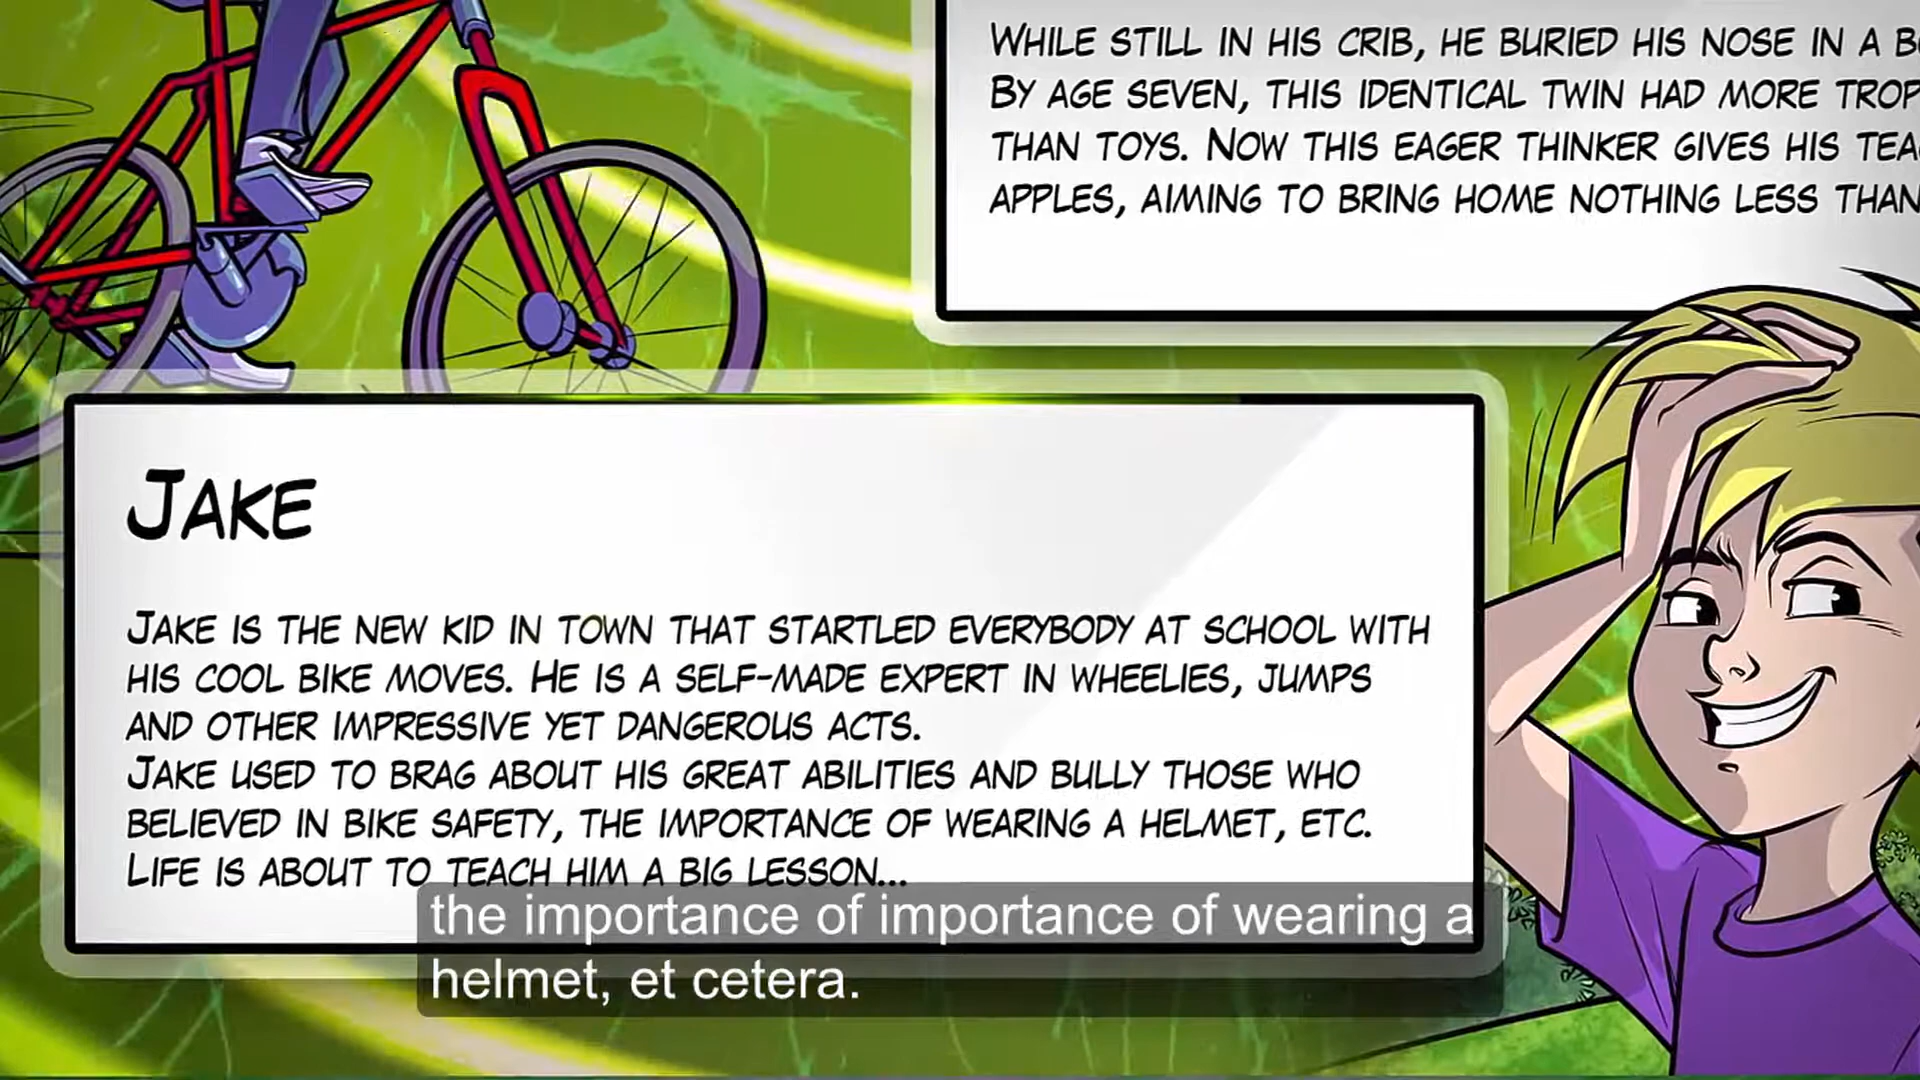 WHILE STILL IN HIS CRIB, HE BURIED HIS NOSE IN A
BY AGE SEVEN, THIS IDENTICAL TWIN HAD MORE
THAN TOYS. NOW THIS EAGER THINKER GIVES HIS
APPLES, AIMING TO BRING HOME NOTHING LESS THAN
JAKE
JAKE IS THE NEW KID IN TOWN THAT STARTLED EVERYBODY AT SCHOOL WITH
HIS COOL BIKE MOVES. HE IS A SELF-MADE EXPERT IN WHEELIES, JUMPS
AND OTHER IMPRESSIVE YET DANGEROUS ACTS.
JAKE USED TO BRAG ABOUT HIS GREAT ABILITIES AND BULLY THOSE WHO
BELIEVED IN BIKE SAFETY, THE IMPORTANCE OF WEARING A HELMET, ETC.
LIFE IS ABOUT TO TEACH HIM A BIG LESSON...
the importance of importance of wearing a
helmet, et cetera.